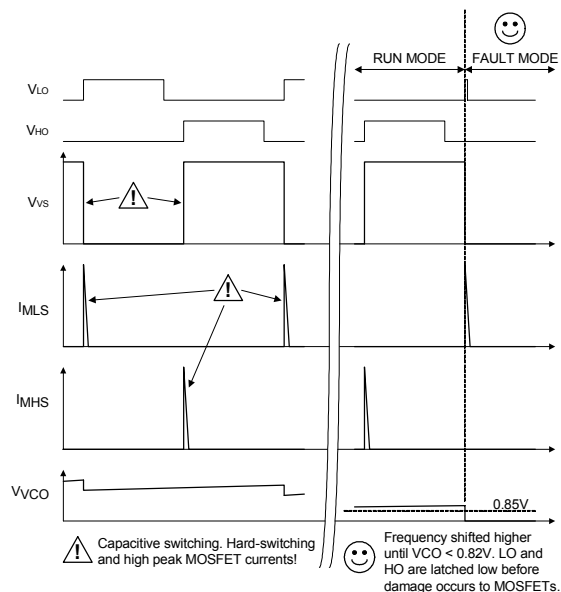 RUN MODE FAULT MODE
VLO
VHO
VVS
!
IMLS
!
IMHS
VVCO
0.85V
! Capacitive switching. Hard-switching
and high peak MOSFET currents!
Frequency shifted higher
until VCO < 0.82V. LO and
HO are latched low before
damage occurs to MOSFETs.